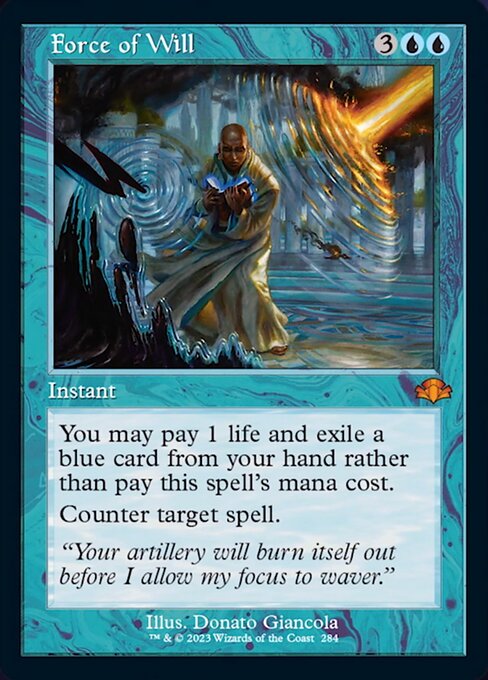 Force of Will 3
Instant
You may pay 1 life and exile a
blue card from your hand rather
than pay this spell's mana cost.
Counter target spell.
"Your artillery will burn itself out
before I allow my focus to waver."
Illus. Donato Giancola
™ & © 2023 Wizards of the Coast 284